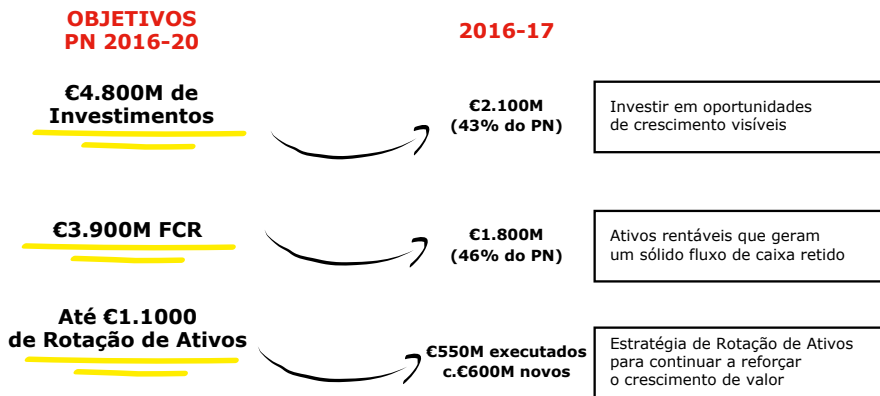 OBJETIVOS
PN 2016-20
2016-17
€4.800M de
Investimentos
€2.100M
(43% do PN)
Investir em oportunidades
de crescimento visíveis
€3.900M FCR
€1.800M
(46% do PN)
Ativos rentáveis que geram
um sólido fluxo de caixa retido
Até €1.1000
de Rotação de Ativos
€550M executados
c.€600M novos
Estratégia de Rotação de Ativos
para continuar a reforçar
o crescimento de valor